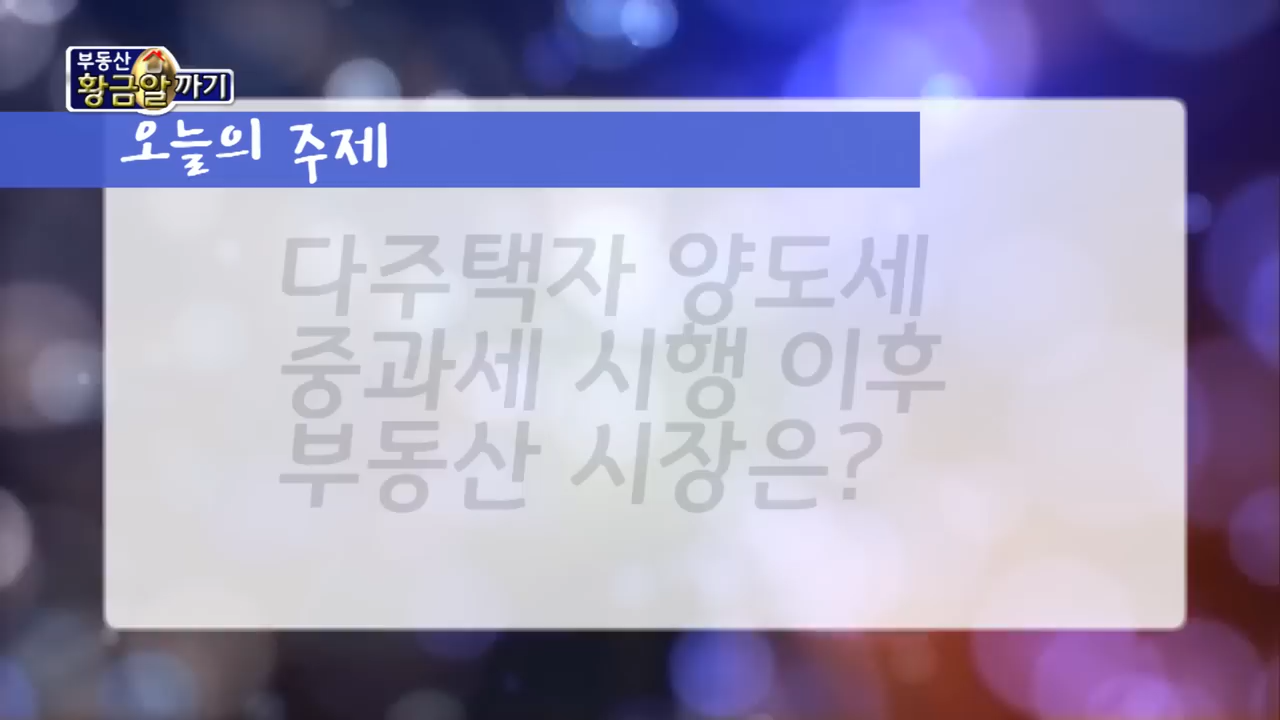 부동산
황금알까기
오늘의 주제
다주택자 양도세
중과세 시행 이후
부동산 시장은?